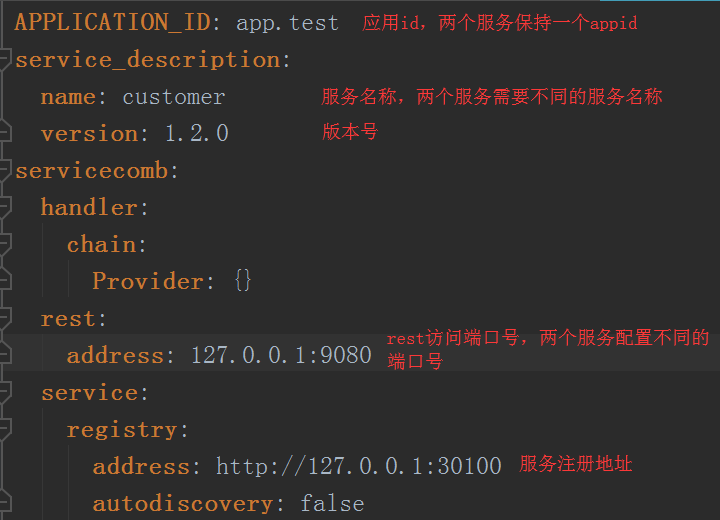 APPLICATION_ID: app.test 应用id，两个服务保持一个appid
service_description:
name: customer 服务名称，两个服务需要不同的服务名称
version: 1.2.0 版本号
servicecomb:
handler:
chain:
Provider: {}
rest:
address: 127.0.0.1:9080 rest访问端口号，两个服务配置不同的
端口号
service:
registry:
address: http://127.0.0.1:30100 服务注册地址
autodiscovery: false